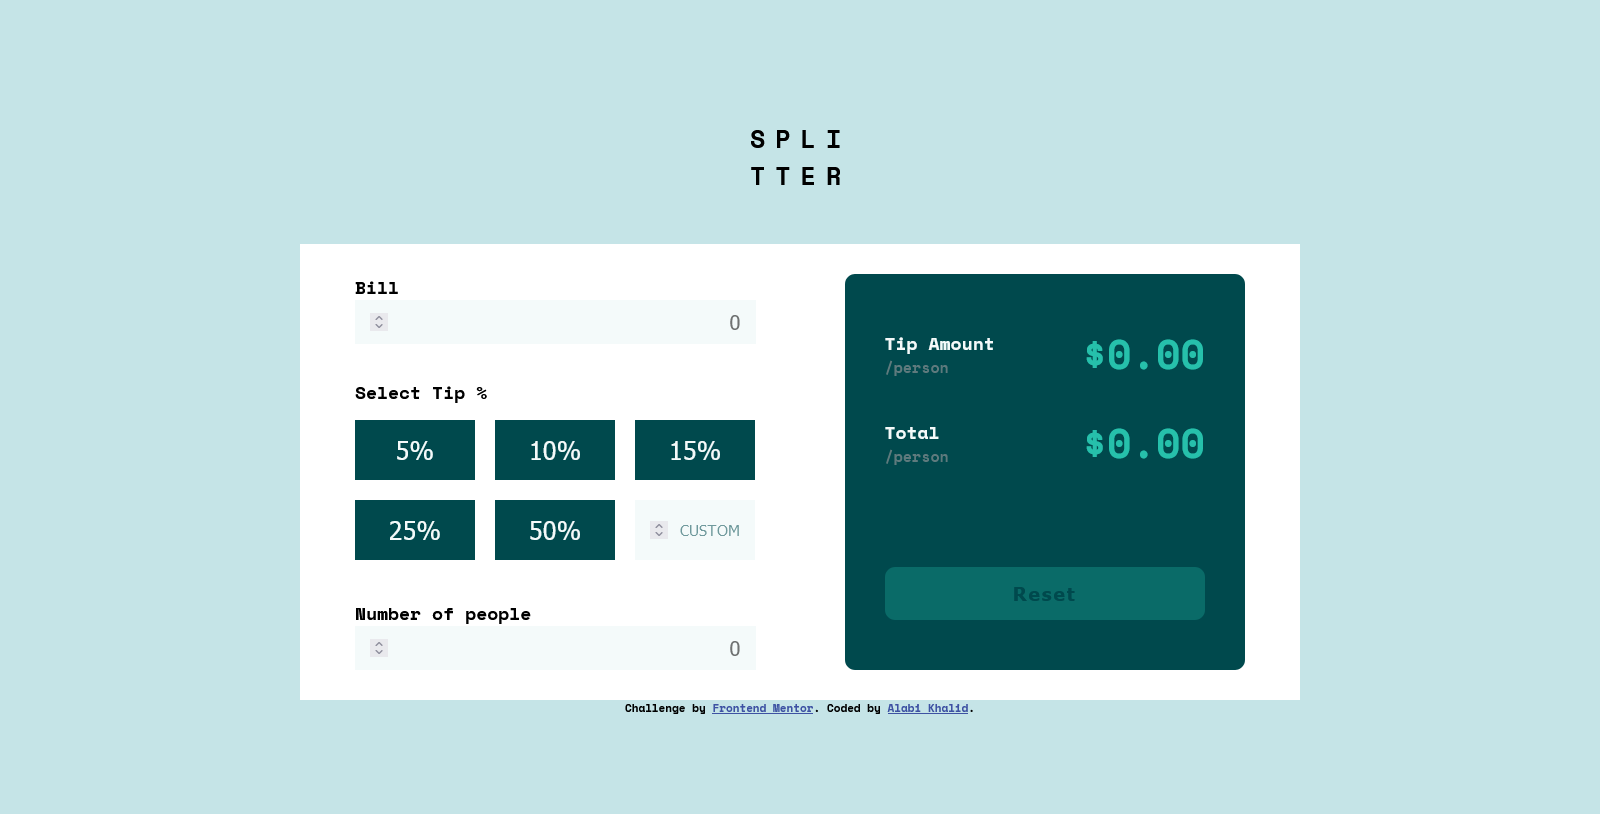 SPLI
TTER
Bill
0
Select Tip %
5% 10% 15%
25% 50% CUSTOM
Number of people
0
Tip Amount
/person
$0.00
Total
/person
$0.00
Reset
Challenge by Frontend Mentor. Coded by Alabi Khalid.